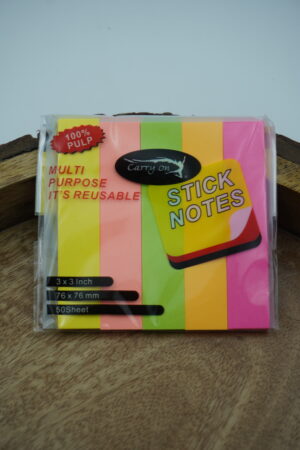 100%
PULP
Carry on
MULTI
PURPOSE
IT'S REUSABLE
STICK
NOTES
3 x 3 Inch
76 x 76 mm
50Sheet